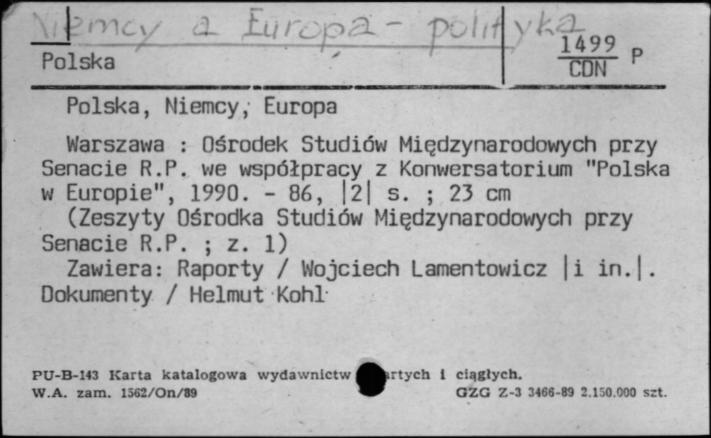 Niemcy a Europa - polityka
1499
CDN P
Polska
Polska, Niemcy, Europa
Warszawa : Ośrodek Studiów Międzynarodowych przy
Senacie R.P. we współpracy z Konwersatorium "Polska
w Europie", 1990. - 86, |2| s. ; 23 cm
(Zeszyty Ośrodka Studiów Międzynarodowych przy
Senacie R.P. ; z. 1)
Zawiera: Raporty / Wojciech Lamentowicz |i in.|.
Dokumenty / Helmut Kohl
PU-B-143 Karta katalogowa wydawnictw artych i ciągłych.
W.A. zam. 1562/On/89 GZG Z-3 3466-89 2.150.000 szt.